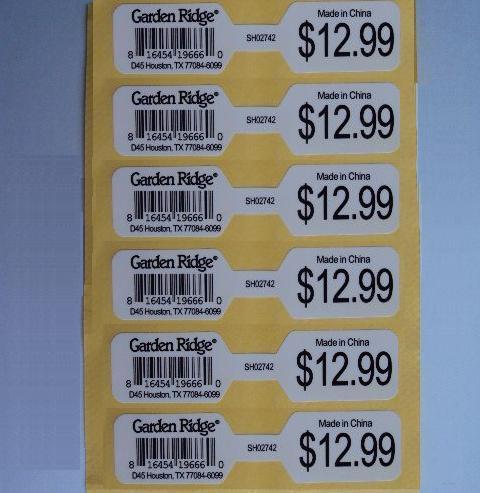 Garden Ridge®
8 16454 19666 0
D45 Houston, TX 77084-6099
SH02742
Made in China
$12.99
Garden Ridge®
8 16454 19666 0
D45 Houston, TX 77084-6099
SH02742
Made in China
$12.99
Garden Ridge®
8 16454 19666 0
D45 Houston, TX 77084-6099
SH02742
Made in China
$12.99
Garden Ridge®
8 16454 19666 0
D45 Houston, TX 77084-6099
SH02742
Made in China
$12.99
Garden Ridge®
8 16454 19666 0
D45 Houston, TX 77084-6099
SH02742
Made in China
$12.99
Garden Ridge®
8 16454 19666 0
D45 Houston, TX 77084-6099
SH02742
Made in China
$12.99